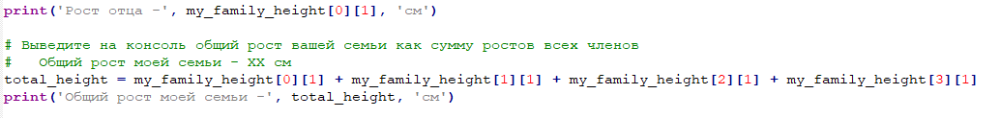 print('Рост отца -', my_family_height[0][1], 'см')
# Выведите на консоль общий рост вашей семьи как сумму ростов всех членов
#   Общий рост моей семьи - ХХ см
total_height = my_family_height[0][1] + my_family_height[1][1] + my_family_height[2][1] + my_family_height[3][1]
print('Общий рост моей семьи -', total_height, 'см')